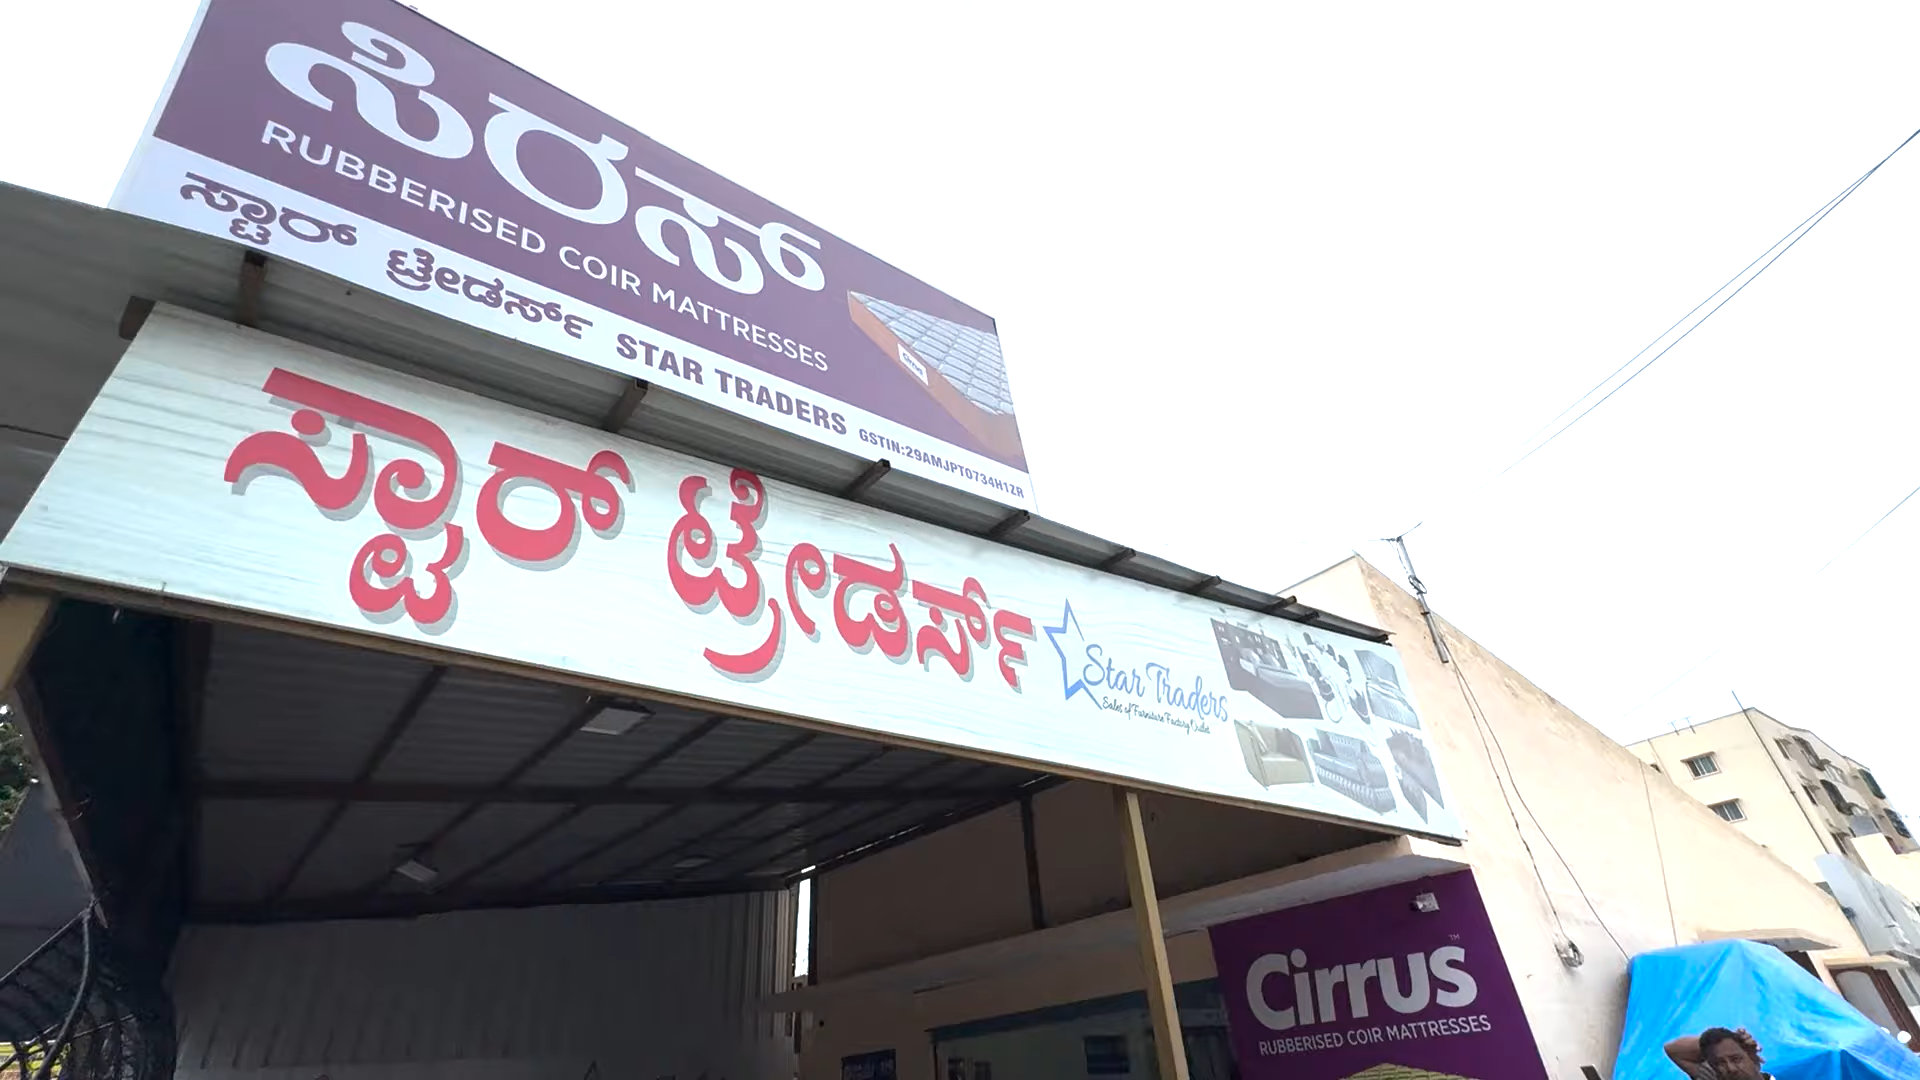 ಸಿರಸ್
RUBBERISED COIR MATTRESSES
Cirrus
ಸ್ಟಾರ್ ಟ್ರೇಡರ್ಸ್ STAR TRADERS GSTIN:29AMJPT0734H1ZR
ಸ್ಟಾರ್ ಟ್ರೇಡರ್ಸ್
Star Traders
Sales of Furniture Factory Outlet
Cirrus™
RUBBERISED COIR MATTRESSES